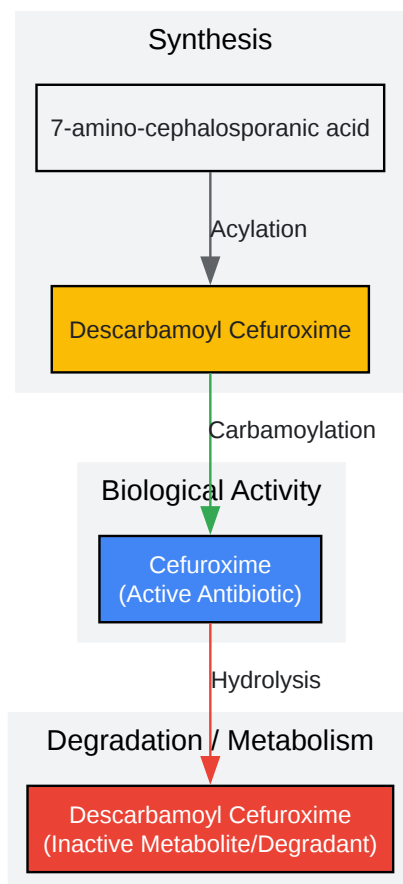 Synthesis
7-amino-cephalosporanic acid
Acylation
Descarbamoyl Cefuroxime
Carbamoylation
Biological Activity
Cefuroxime
(Active Antibiotic)
Hydrolysis
Degradation / Metabolism
Descarbamoyl Cefuroxime
(Inactive Metabolite/Degradant)